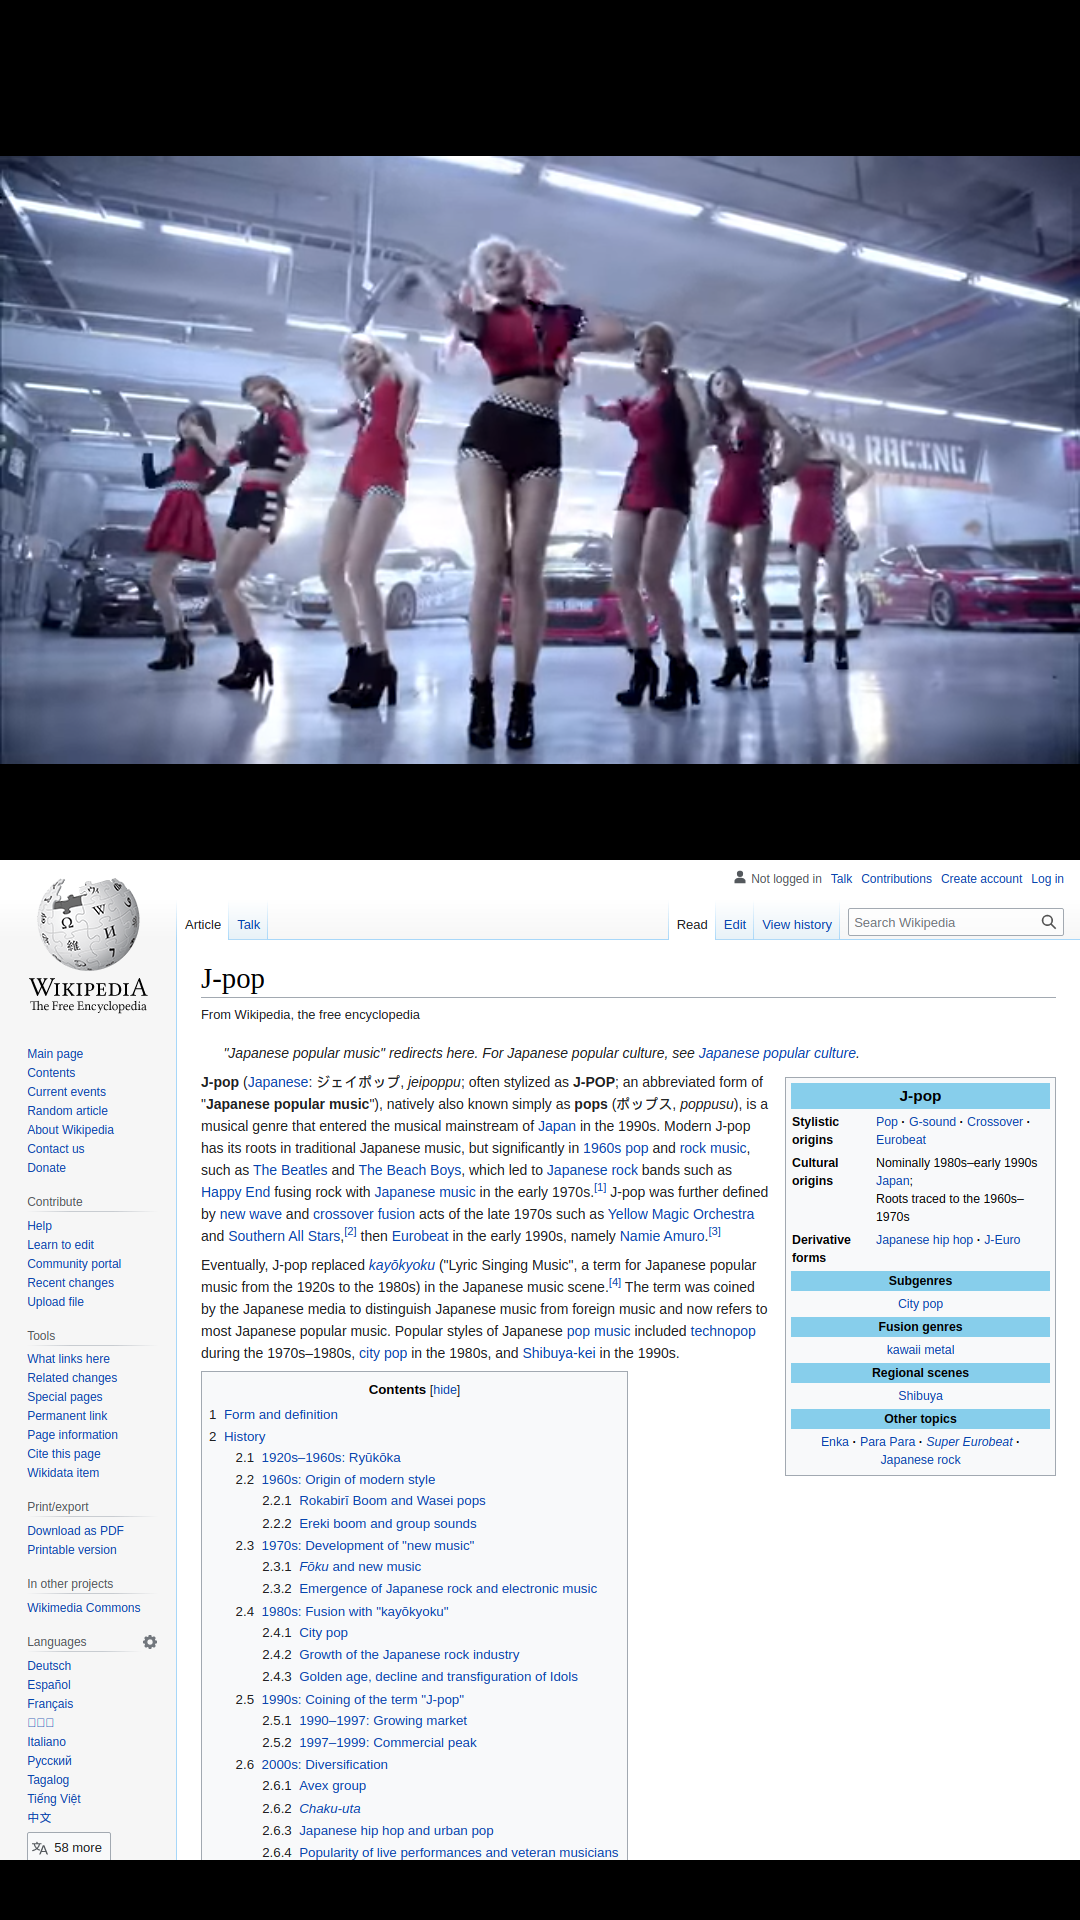 RACING
Not logged in Talk Contributions Create account Log in
Article Talk Read Edit View history Search Wikipedia
WIKIPEDIA
The Free Encyclopedia
Main page
Contents
Current events
Random article
About Wikipedia
Contact us
Donate
Contribute
Help
Learn to edit
Community portal
Recent changes
Upload file
Tools
What links here
Related changes
Special pages
Permanent link
Page information
Cite this page
Wikidata item
Print/export
Download as PDF
Printable version
In other projects
Wikimedia Commons
Languages
Deutsch
Español
Français
Italiano
Русский
Tagalog
Tiếng Việt
中文
58 more
J-pop
From Wikipedia, the free encyclopedia
"Japanese popular music" redirects here. For Japanese popular culture, see Japanese popular culture.
J-pop (Japanese: ジェイポップ, jeipoppu; often stylized as J-POP; an abbreviated form of
"Japanese popular music"), natively also known simply as pops (ポップス, poppusu), is a
musical genre that entered the musical mainstream of Japan in the 1990s. Modern J-pop
has its roots in traditional Japanese music, but significantly in 1960s pop and rock music,
such as The Beatles and The Beach Boys, which led to Japanese rock bands such as
Happy End fusing rock with Japanese music in the early 1970s.[1] J-pop was further defined
by new wave and crossover fusion acts of the late 1970s such as Yellow Magic Orchestra
and Southern All Stars,[2] then Eurobeat in the early 1990s, namely Namie Amuro.[3]
Eventually, J-pop replaced kayōkyoku ("Lyric Singing Music", a term for Japanese popular
music from the 1920s to the 1980s) in the Japanese music scene.[4] The term was coined
by the Japanese media to distinguish Japanese music from foreign music and now refers to
most Japanese popular music. Popular styles of Japanese pop music included technopop
during the 1970s–1980s, city pop in the 1980s, and Shibuya-kei in the 1990s.
J-pop
Stylistic origins
Pop · G-sound · Crossover ·
Eurobeat
Cultural origins
Nominally 1980s–early 1990s
Japan;
Roots traced to the 1960s–
1970s
Derivative forms
Japanese hip hop · J-Euro
Subgenres
City pop
Fusion genres
kawaii metal
Regional scenes
Shibuya
Other topics
Enka · Para Para · Super Eurobeat ·
Japanese rock
Contents [hide]
1 Form and definition
2 History
2.1 1920s–1960s: Ryūkōka
2.2 1960s: Origin of modern style
2.2.1 Rokabirī Boom and Wasei pops
2.2.2 Ereki boom and group sounds
2.3 1970s: Development of "new music"
2.3.1 Fōku and new music
2.3.2 Emergence of Japanese rock and electronic music
2.4 1980s: Fusion with "kayōkyoku"
2.4.1 City pop
2.4.2 Growth of the Japanese rock industry
2.4.3 Golden age, decline and transfiguration of Idols
2.5 1990s: Coining of the term "J-pop"
2.5.1 1990–1997: Growing market
2.5.2 1997–1999: Commercial peak
2.6 2000s: Diversification
2.6.1 Avex group
2.6.2 Chaku-uta
2.6.3 Japanese hip hop and urban pop
2.6.4 Popularity of live performances and veteran musicians